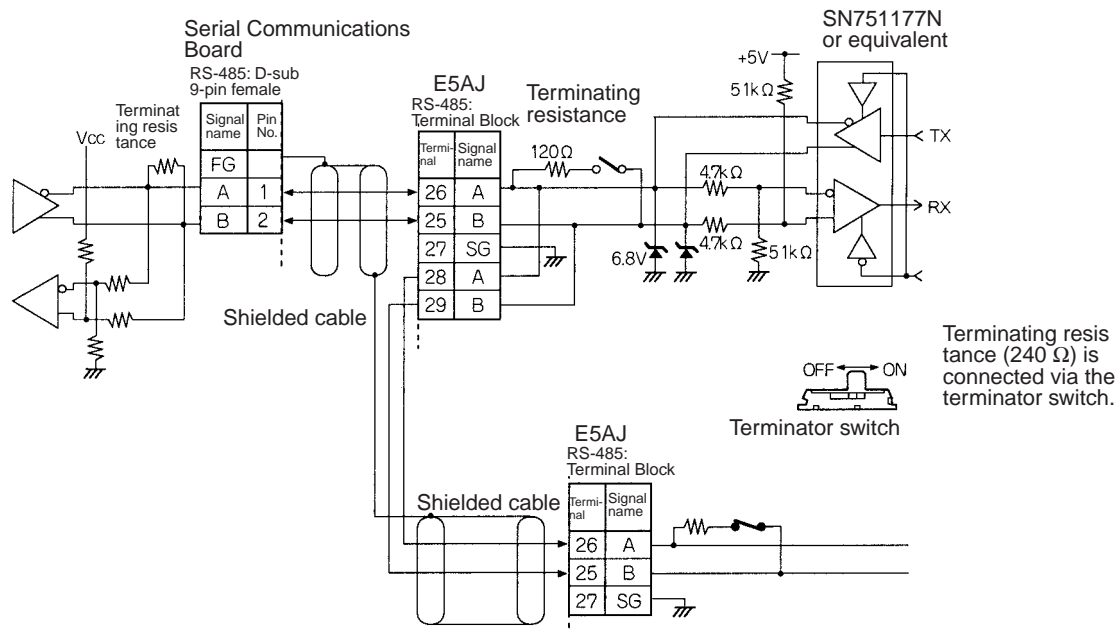 Serial Communications
Board
RS-485: D-sub
9-pin female
Terminat
ing resis
tance
Vcc
Signal
name
Pin
No.
FG
A 1
B 2
Shielded cable
E5AJ
RS-485:
Terminal Block
Termi-
nal
Signal
name
26 A
25 B
27 SG
28 A
29 B
Terminating
resistance
120Ω
6.8V
4.7kΩ
4.7kΩ
+5V
51kΩ
51kΩ
SN751177N
or equivalent
TX
RX
OFF ON
Terminator switch
Terminating resis
tance (240 Ω) is
connected via the
terminator switch.
Shielded cable
E5AJ
RS-485:
Terminal Block
Termi-
nal
Signal
name
26 A
25 B
27 SG